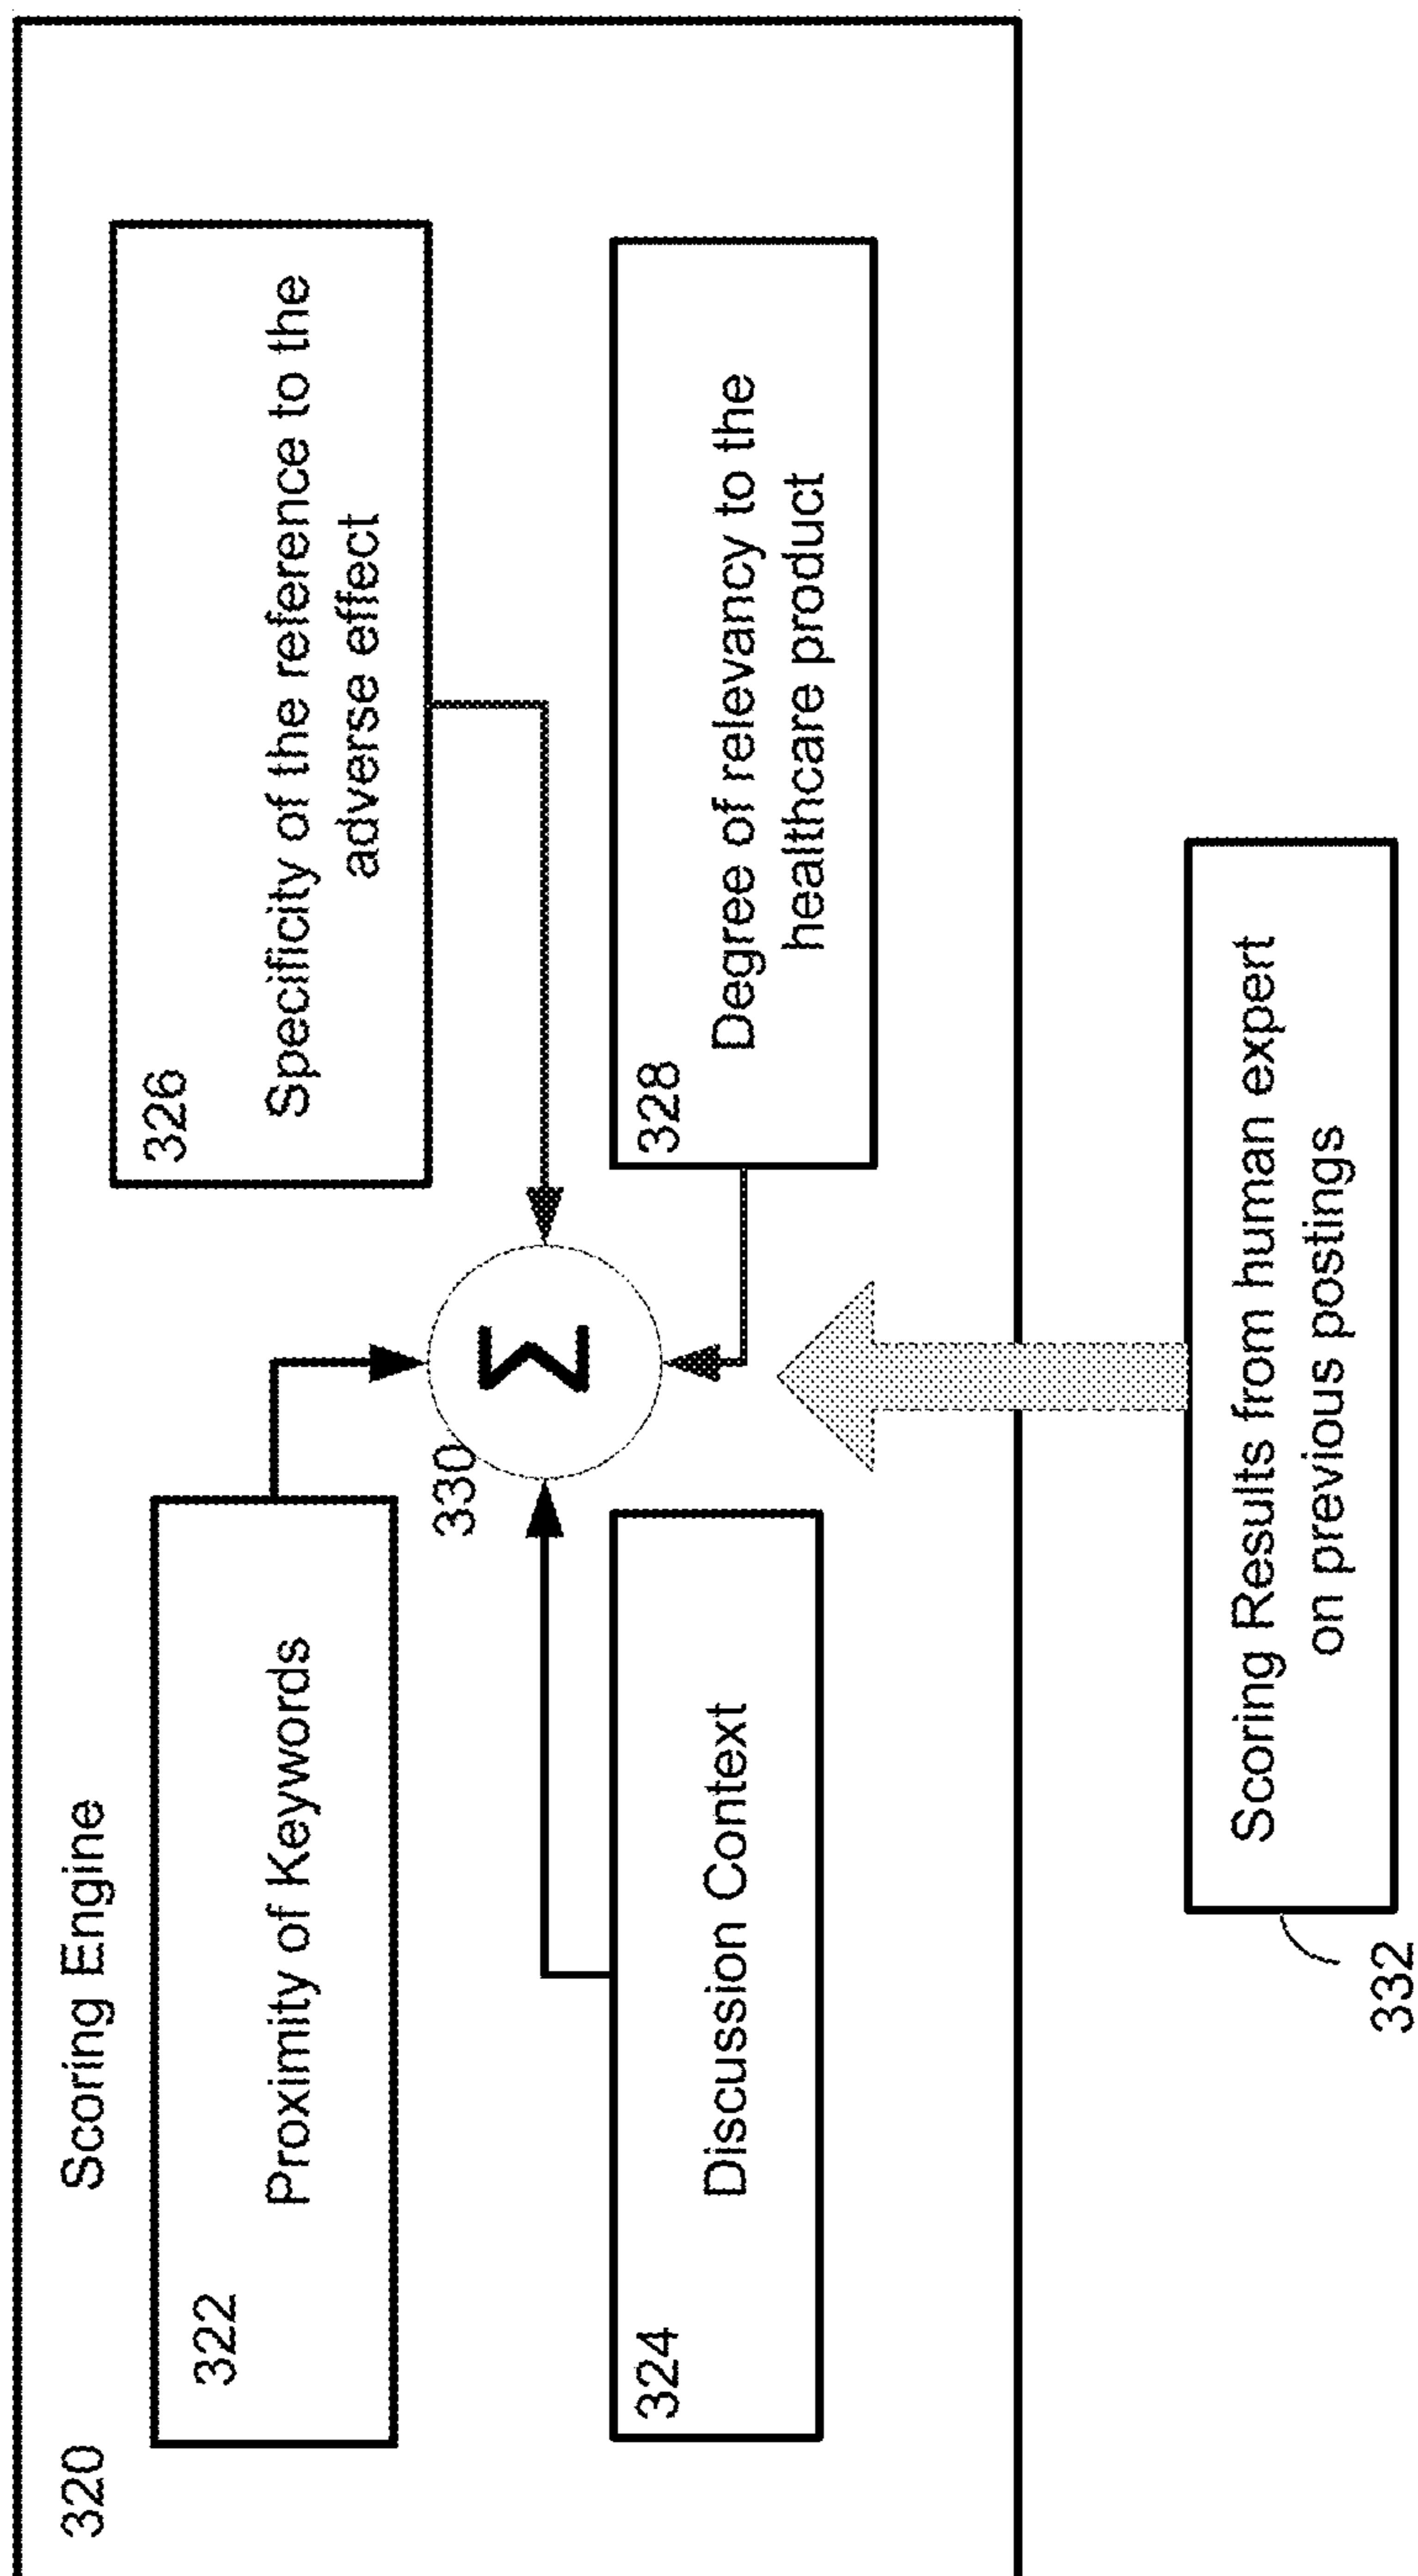 320
Scoring Engine
322
Proximity of Keywords
326
Specificity of the reference to the
adverse effect
330
Σ
324
Discussion Context
328
Degree of relevancy to the
healthcare product
Scoring Results from human expert
on previous postings
332